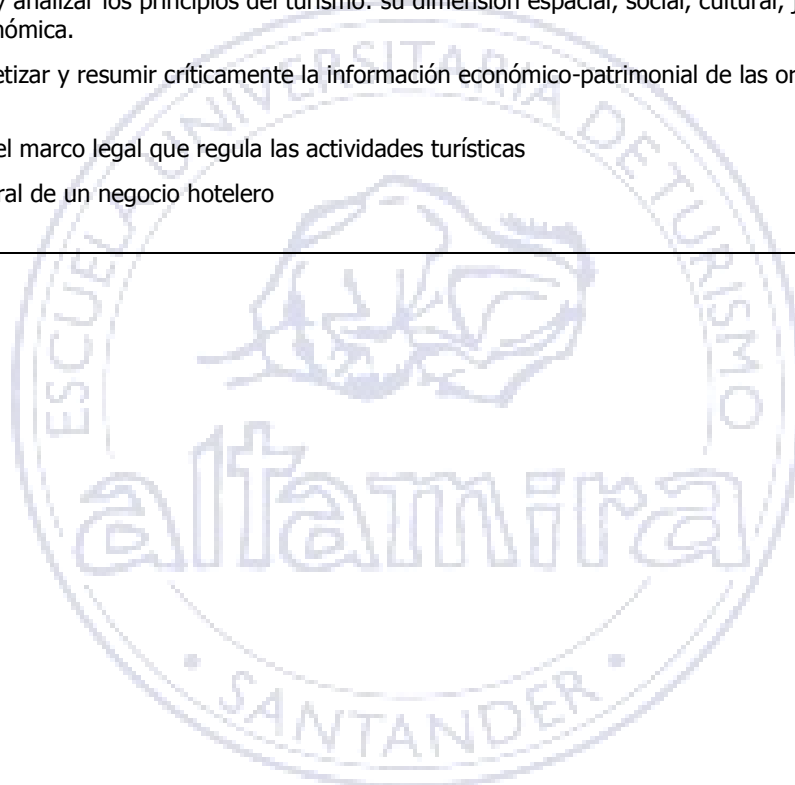 analizar los principios del turismo: su dimensión espacial, social, cultural,
nómica.
etizar y resumir críticamente la información económico-patrimonial de las
el marco legal que regula las actividades turísticas
ral de un negocio hotelero
ESCUELA UNIVERSITARIA DE TURISMO
altamira
• SANTANDER •